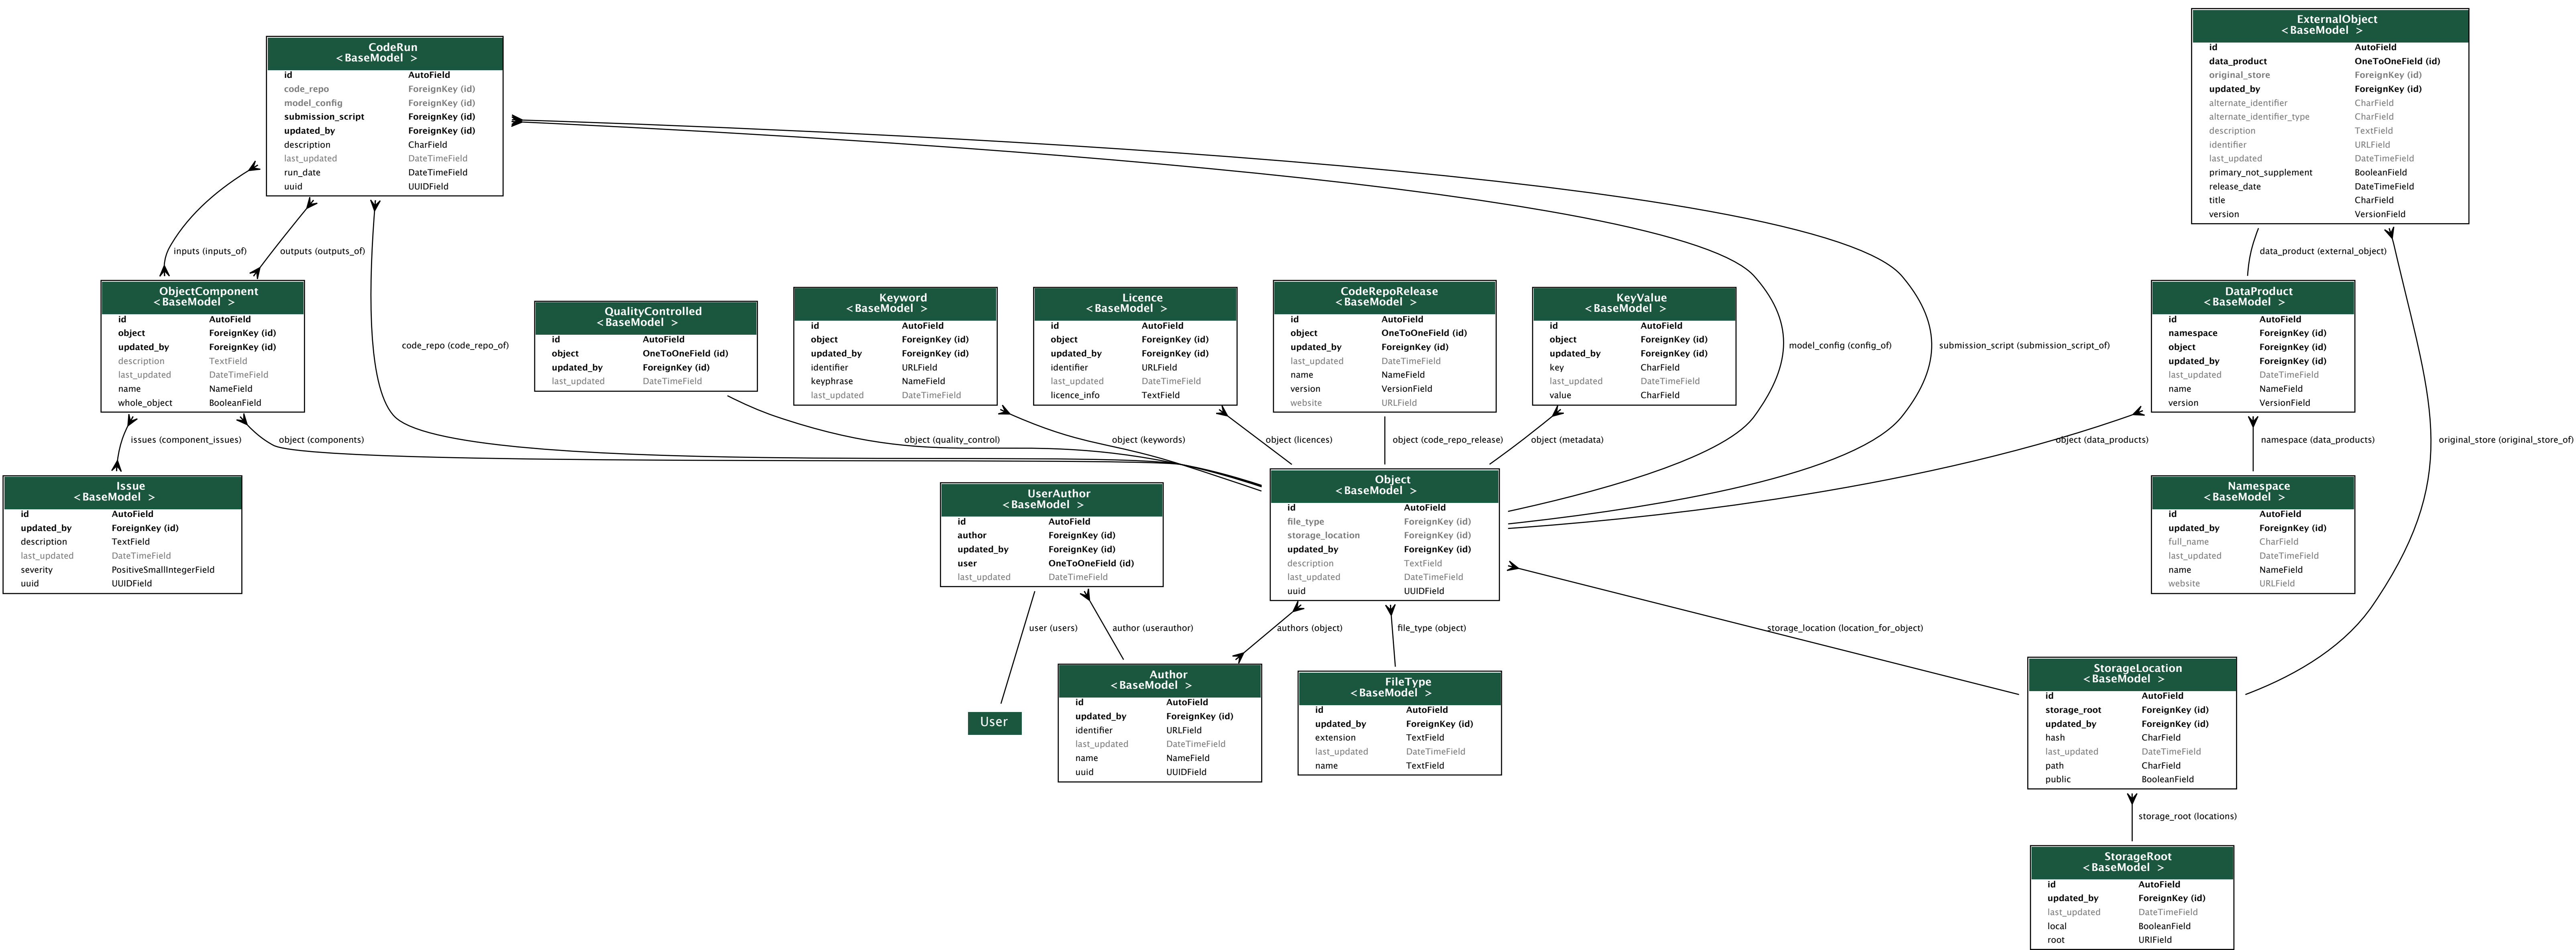 CodeRun
<BaseModel >
id AutoField
code_repo ForeignKey (id)
model_config ForeignKey (id)
submission_script ForeignKey (id)
updated_by ForeignKey (id)
description CharField
last_updated DateTimeField
run_date DateTimeField
uuid UUIDField
ExternalObject
<BaseModel >
id AutoField
data_product OneToOneField (id)
original_store ForeignKey (id)
updated_by ForeignKey (id)
alternate_identifier CharField
alternate_identifier_type CharField
description TextField
identifier URLField
last_updated DateTimeField
primary_not_supplement BooleanField
release_date DateTimeField
title CharField
version VersionField
inputs (inputs_of)
outputs (outputs_of)
data_product (external_object)
ObjectComponent
<BaseModel >
id AutoField
object ForeignKey (id)
updated_by ForeignKey (id)
description TextField
last_updated DateTimeField
name NameField
whole_object BooleanField
code_repo (code_repo_of)
QualityControlled
<BaseModel >
id AutoField
object OneToOneField (id)
updated_by ForeignKey (id)
last_updated DateTimeField
Keyword
<BaseModel >
id AutoField
object ForeignKey (id)
updated_by ForeignKey (id)
identifier URLField
keyphrase NameField
last_updated DateTimeField
Licence
<BaseModel >
id AutoField
object ForeignKey (id)
updated_by ForeignKey (id)
identifier URLField
last_updated DateTimeField
licence_info TextField
CodeRepoRelease
<BaseModel >
id AutoField
object OneToOneField (id)
updated_by ForeignKey (id)
last_updated DateTimeField
name NameField
version VersionField
website URLField
KeyValue
<BaseModel >
id AutoField
object ForeignKey (id)
updated_by ForeignKey (id)
key CharField
last_updated DateTimeField
value CharField
model_config (config_of)
submission_script (submission_script_of)
DataProduct
<BaseModel >
id AutoField
namespace ForeignKey (id)
object ForeignKey (id)
updated_by ForeignKey (id)
last_updated DateTimeField
name NameField
version VersionField
issues (component_issues)
object (components)
object (quality_control)
object (keywords)
object (licences)
object (code_repo_release)
object (metadata)
object (data_products)
namespace (data_products)
original_store (original_store_of)
Issue
<BaseModel >
id AutoField
updated_by ForeignKey (id)
description TextField
last_updated DateTimeField
severity PositiveSmallIntegerField
uuid UUIDField
UserAuthor
<BaseModel >
id AutoField
author ForeignKey (id)
updated_by ForeignKey (id)
user OneToOneField (id)
last_updated DateTimeField
Object
<BaseModel >
id AutoField
file_type ForeignKey (id)
storage_location ForeignKey (id)
updated_by ForeignKey (id)
description TextField
last_updated DateTimeField
uuid UUIDField
Namespace
<BaseModel >
id AutoField
updated_by ForeignKey (id)
full_name CharField
last_updated DateTimeField
name NameField
website URLField
user (users)
author (userauthor)
authors (object)
file_type (object)
storage_location (location_for_object)
User
Author
<BaseModel >
id AutoField
updated_by ForeignKey (id)
identifier URLField
last_updated DateTimeField
name NameField
uuid UUIDField
FileType
<BaseModel >
id AutoField
updated_by ForeignKey (id)
extension TextField
last_updated DateTimeField
name TextField
StorageLocation
<BaseModel >
id AutoField
storage_root ForeignKey (id)
updated_by ForeignKey (id)
hash CharField
last_updated DateTimeField
path CharField
public BooleanField
storage_root (locations)
StorageRoot
<BaseModel >
id AutoField
updated_by ForeignKey (id)
last_updated DateTimeField
local BooleanField
root URIField